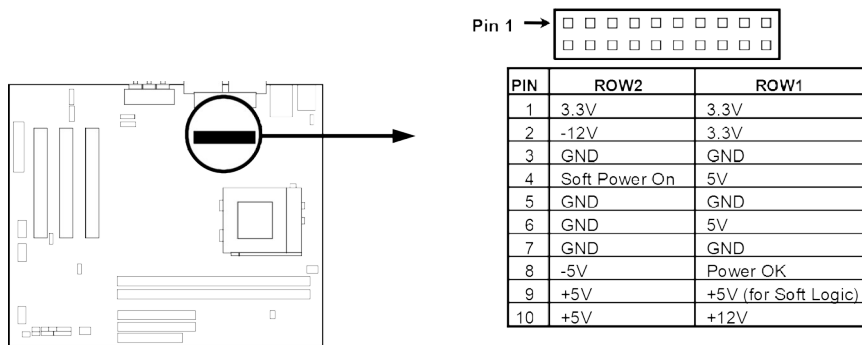 Pin 1
PIN ROW2 ROW1
1 3.3V 3.3V
2 -12V 3.3V
3 GND GND
4 Soft Power On 5V
5 GND GND
6 GND 5V
7 GND GND
8 -5V Power OK
9 +5V +5V (for Soft Logic)
10 +5V +12V